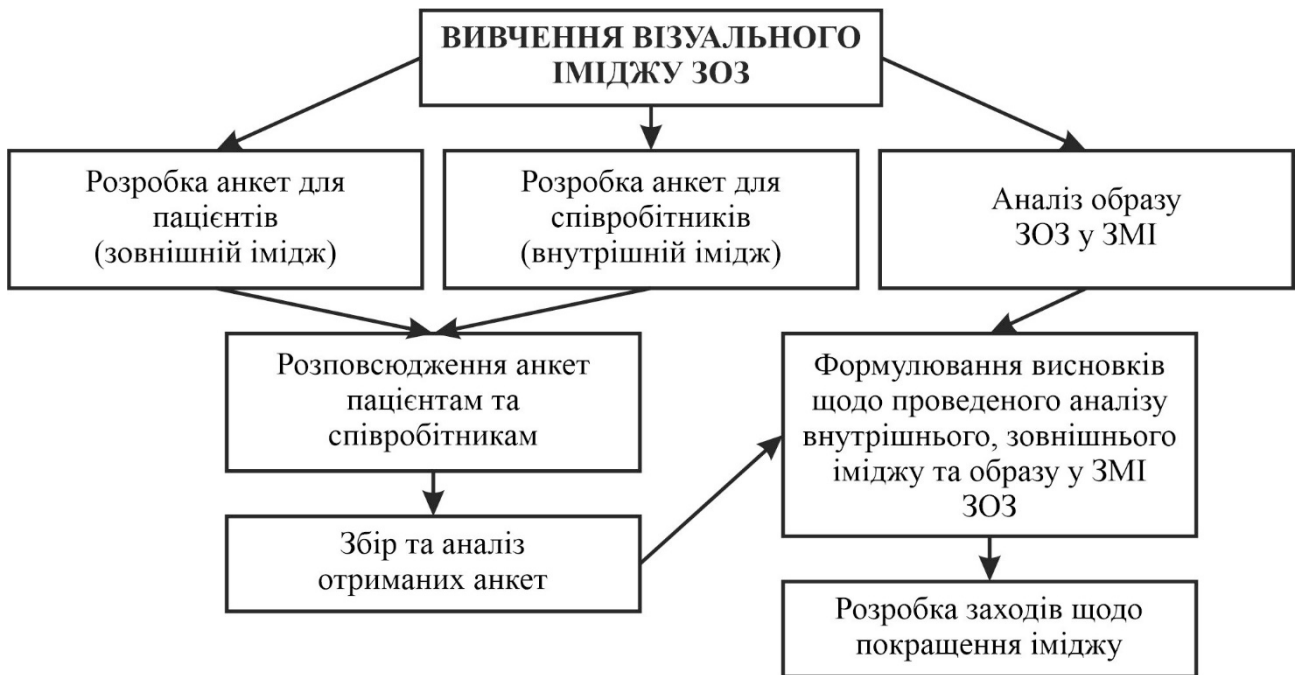 ВИВЧЕННЯ ВІЗУАЛЬНОГО
ІМІДЖУ ЗОЗ
Розробка анкет для
пацієнтів
(зовнішній імідж)
Розробка анкет для
співробітників
(внутрішній імідж)
Аналіз образу
ЗОЗ у ЗМІ
Розповсюдження анкет
пацієнтам та
співробітникам
Формулювання висновків
щодо проведеного аналізу
внутрішнього, зовнішнього
іміджу та образу у ЗМІ
ЗОЗ
Збір та аналіз
отриманих анкет
Розробка заходів щодо
покращення іміджу